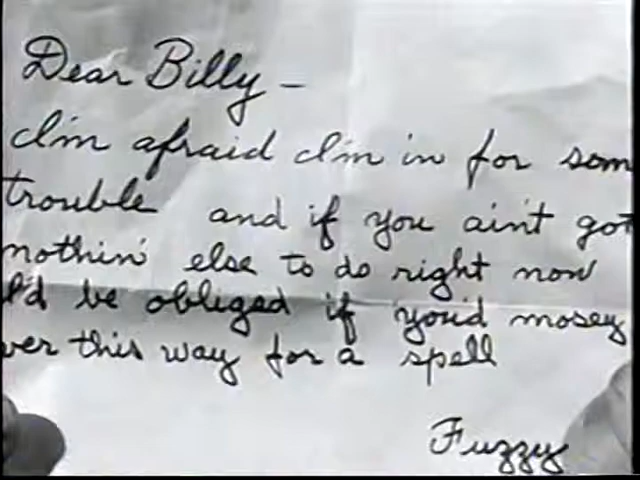 Dear Billy —
I'm afraid I'm in for som
trouble and if you ain't got
nothin' else to do right now
I'd be obliged if you'd mosey
ver this way for a spell
Fuzzy